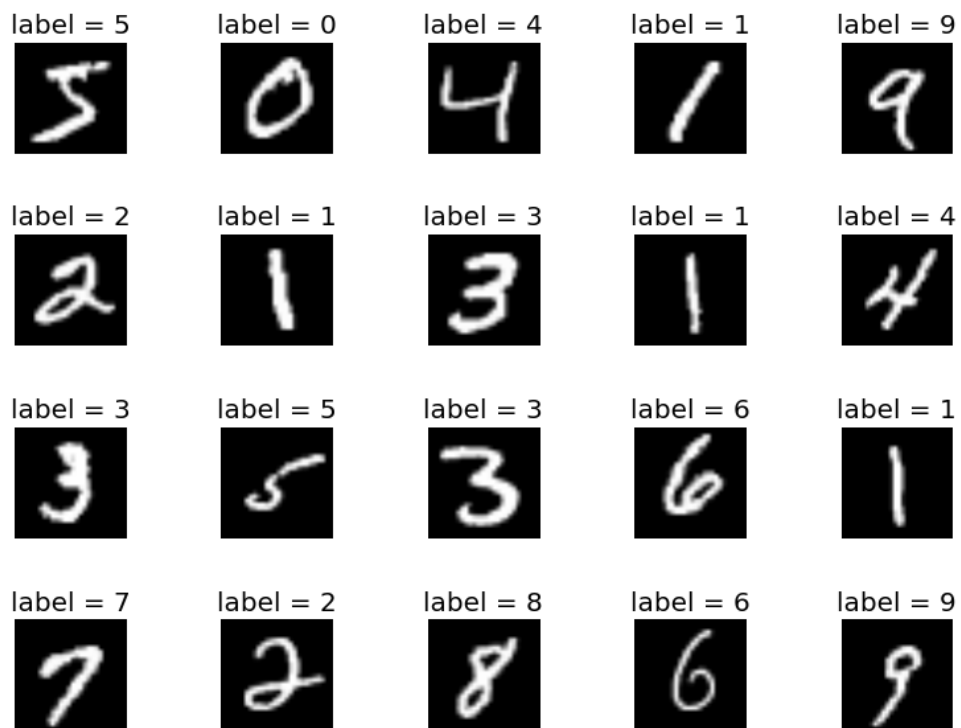 label = 5 label = 0 label = 4 label = 1 label = 9
5 0 4 1 9
label = 2 label = 1 label = 3 label = 1 label = 4
2 1 3 1 4
label = 3 label = 5 label = 3 label = 6 label = 1
3 5 3 6 1
label = 7 label = 2 label = 8 label = 6 label = 9
7 2 8 6 9